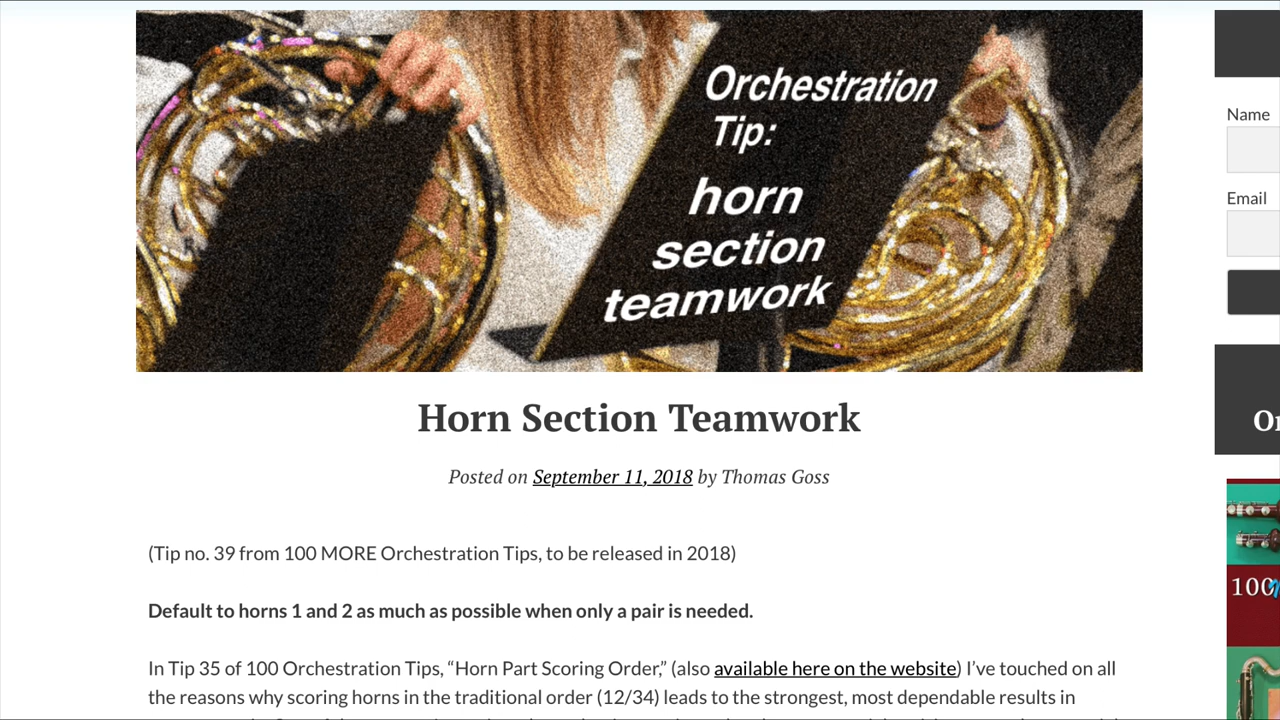 Orchestration
Tip:
horn
section
teamwork
Horn Section Teamwork
Posted on September 11, 2018 by Thomas Goss
(Tip no. 39 from 100 MORE Orchestration Tips, to be released in 2018)
Default to horns 1 and 2 as much as possible when only a pair is needed.
In Tip 35 of 100 Orchestration Tips, “Horn Part Scoring Order,” (also available here on the website) I’ve touched on all
the reasons why scoring horns in the traditional order (12/34) leads to the strongest, most dependable results in
Name
Email
100